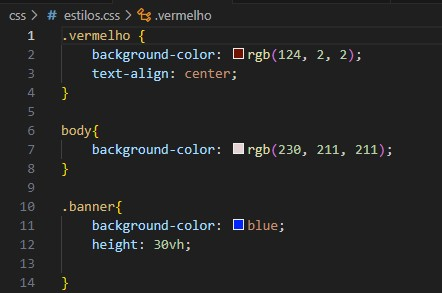 css > # estilos.css > .vermelho
1 .vermelho {
2 background-color: rgb(124, 2, 2);
3 text-align: center;
4 }
5
6 body{
7 background-color: rgb(230, 211, 211);
8 }
9
10 .banner{
11 background-color: blue;
12 height: 30vh;
13
14 }